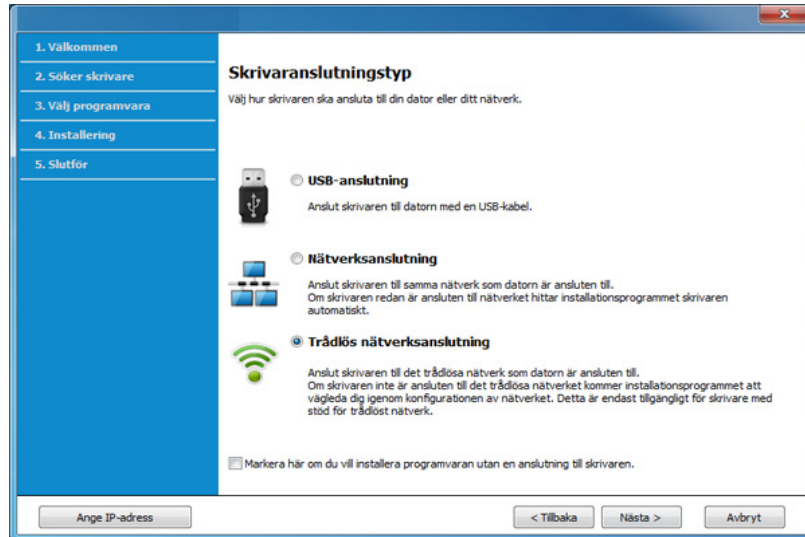 1. Välkommen
2. Söker skrivare
3. Välj programvara
4. Installering
5. Slutför
Skrivaranslutningstyp
Välj hur skrivaren ska ansluta till din dator eller ditt nätverk.
USB-anslutning
Anslut skrivaren till datorn med en USB-kabel.
Nätverksanslutning
Anslut skrivaren till samma nätverk som datorn är ansluten till.
Om skrivaren redan är ansluten till nätverket hittar installationsprogrammet skrivaren
automatiskt.
Trådlös nätverksanslutning
Anslut skrivaren till det trådlösa nätverk som datorn är ansluten till.
Om skrivaren inte är ansluten till det trådlösa nätverket kommer installationsprogrammet att
vägleda dig igenom konfigurationen av nätverket. Detta är endast tillgängligt för skrivare med
stöd för trådlöst nätverk.
Markera här om du vill installera programvaran utan en anslutning till skrivaren.
Ange IP-adress
< Tillbaka
Nästa >
Avbryt